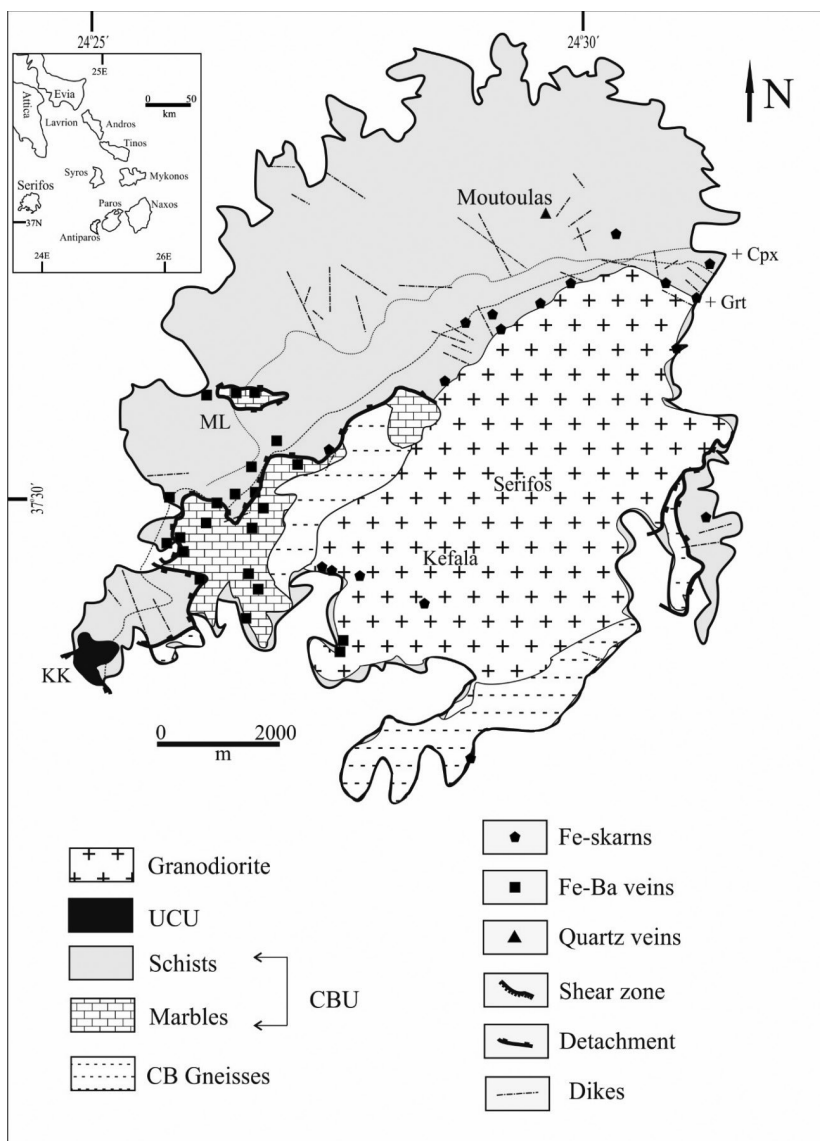 24°25
24°30
25E
Evia
Attica
0 50
km
Lavrion
Andros
Tinos
Syros
Mykonos
Serifos
Paros
Naxos
37N
Antiparos
24E
26E
N
Moutoulas
+ Cpx
+ Grt
ML
37°30
Serifos
Kefala
KK
0 2000
m
Granodiorite
UCU
Schists
Marbles
CBU
CB Gneisses
Fe-skarns
Fe-Ba veins
Quartz veins
Shear zone
Detachment
Dikes